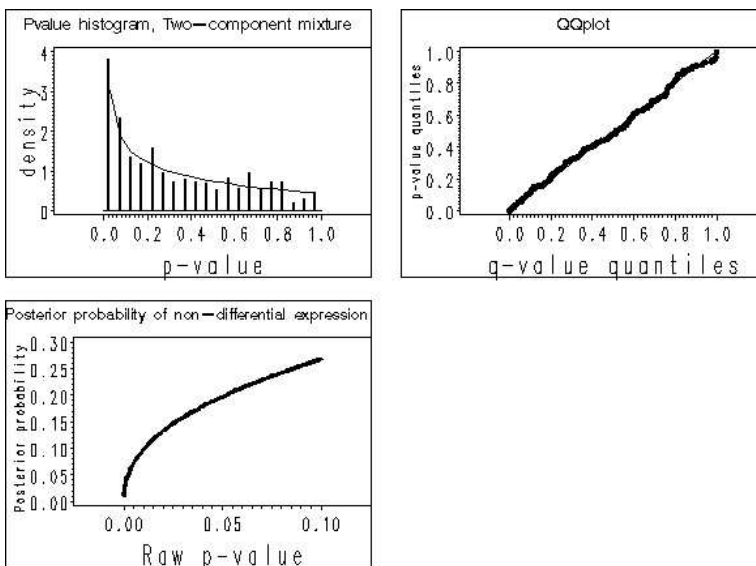 Pvalue histogram, Two-component mixture
4
3
2
1
0
density
0.0 0.2 0.4 0.6 0.8 1.0
p-value
QQplot
1.0
0.8
0.6
0.4
0.2
0.0
p-value quantiles
0.0 0.2 0.4 0.6 0.8 1.0
q-value quantiles
Posterior probability of non-differential expression
0.30
0.25
0.20
0.15
0.10
0.05
0.00
Posterior probability
0.00 0.05 0.10
Raw p-value